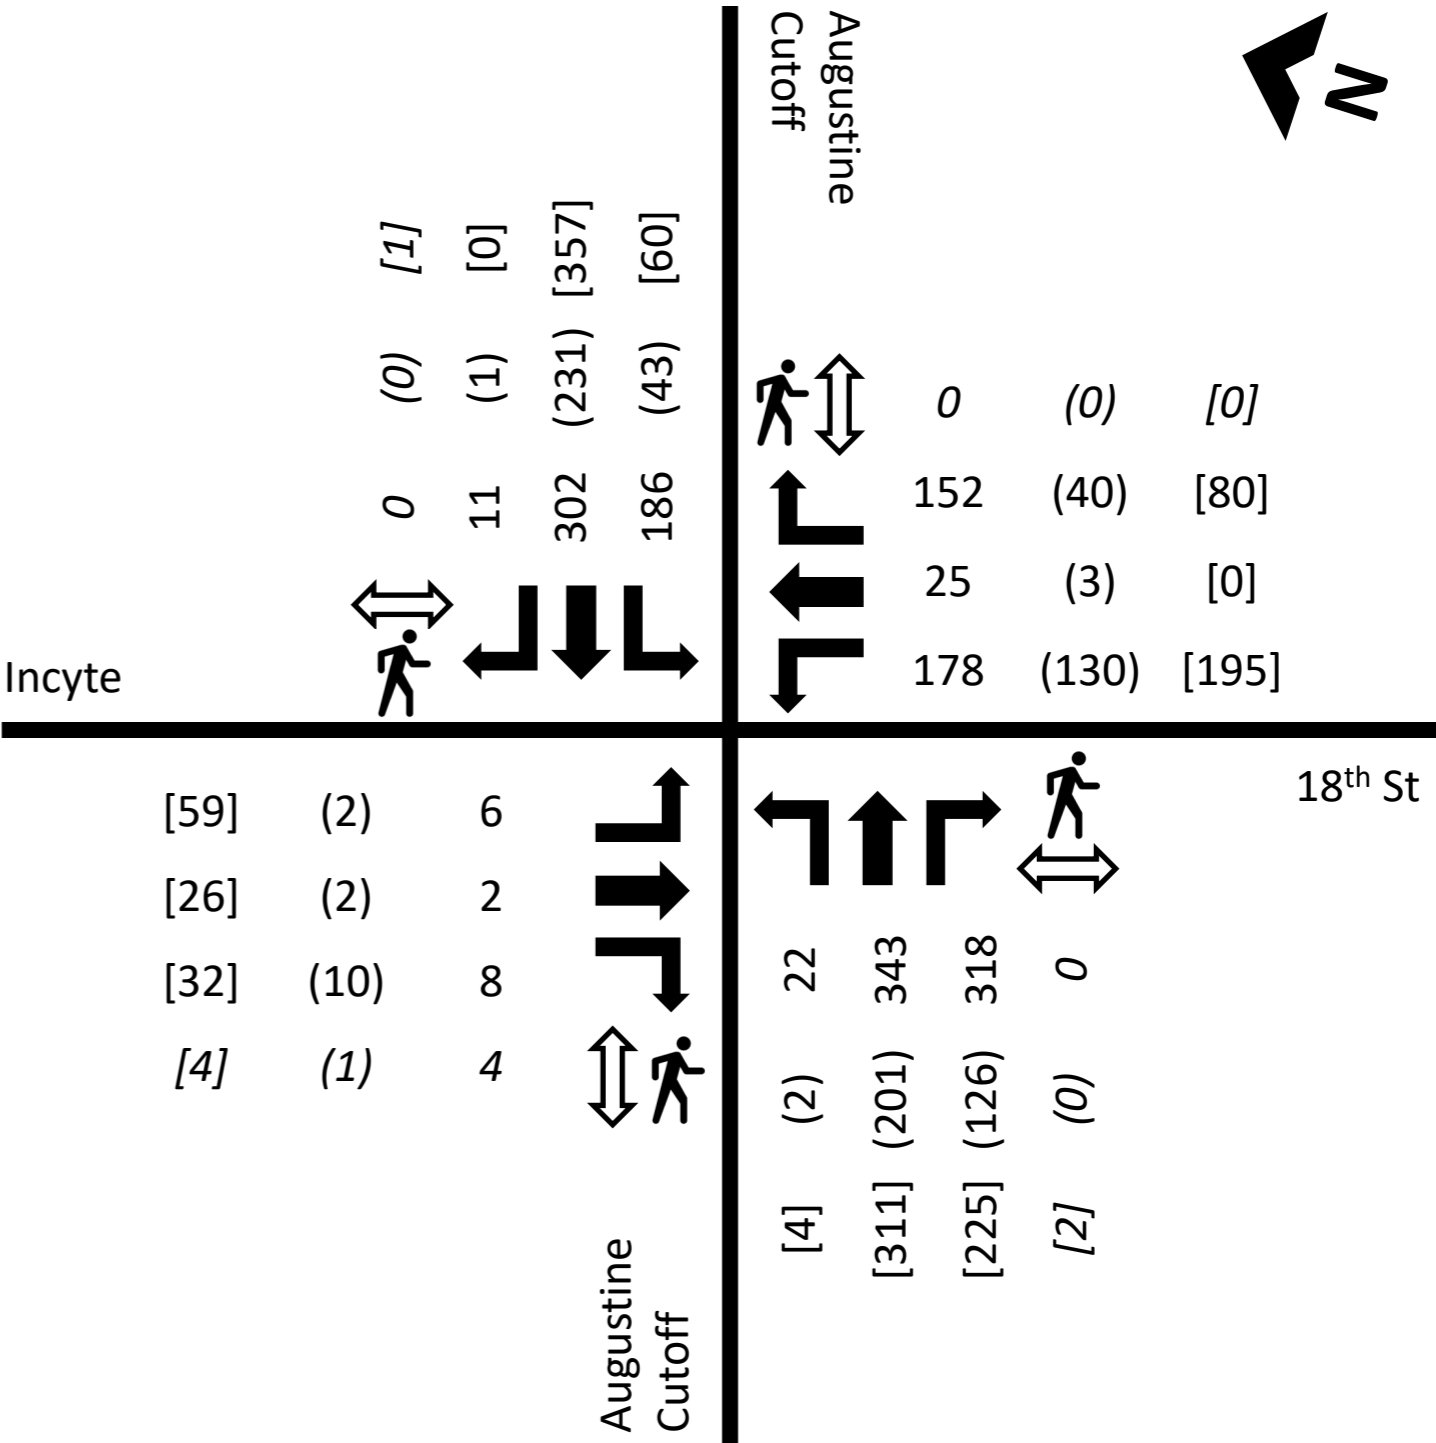 Augustine
Cutoff
N
[1] [0] [357] [60]
(0) (1) (231) (43)
0 11 302 186
0 (0) [0]
152 (40) [80]
25 (3) [0]
178 (130) [195]
Incyte
18th St
[59] (2) 6
[26] (2) 2
[32] (10) 8
[4] (1) 4
22 343 318 0
(2) (201) (126) (0)
[4] [311] [225] [2]
Augustine
Cutoff